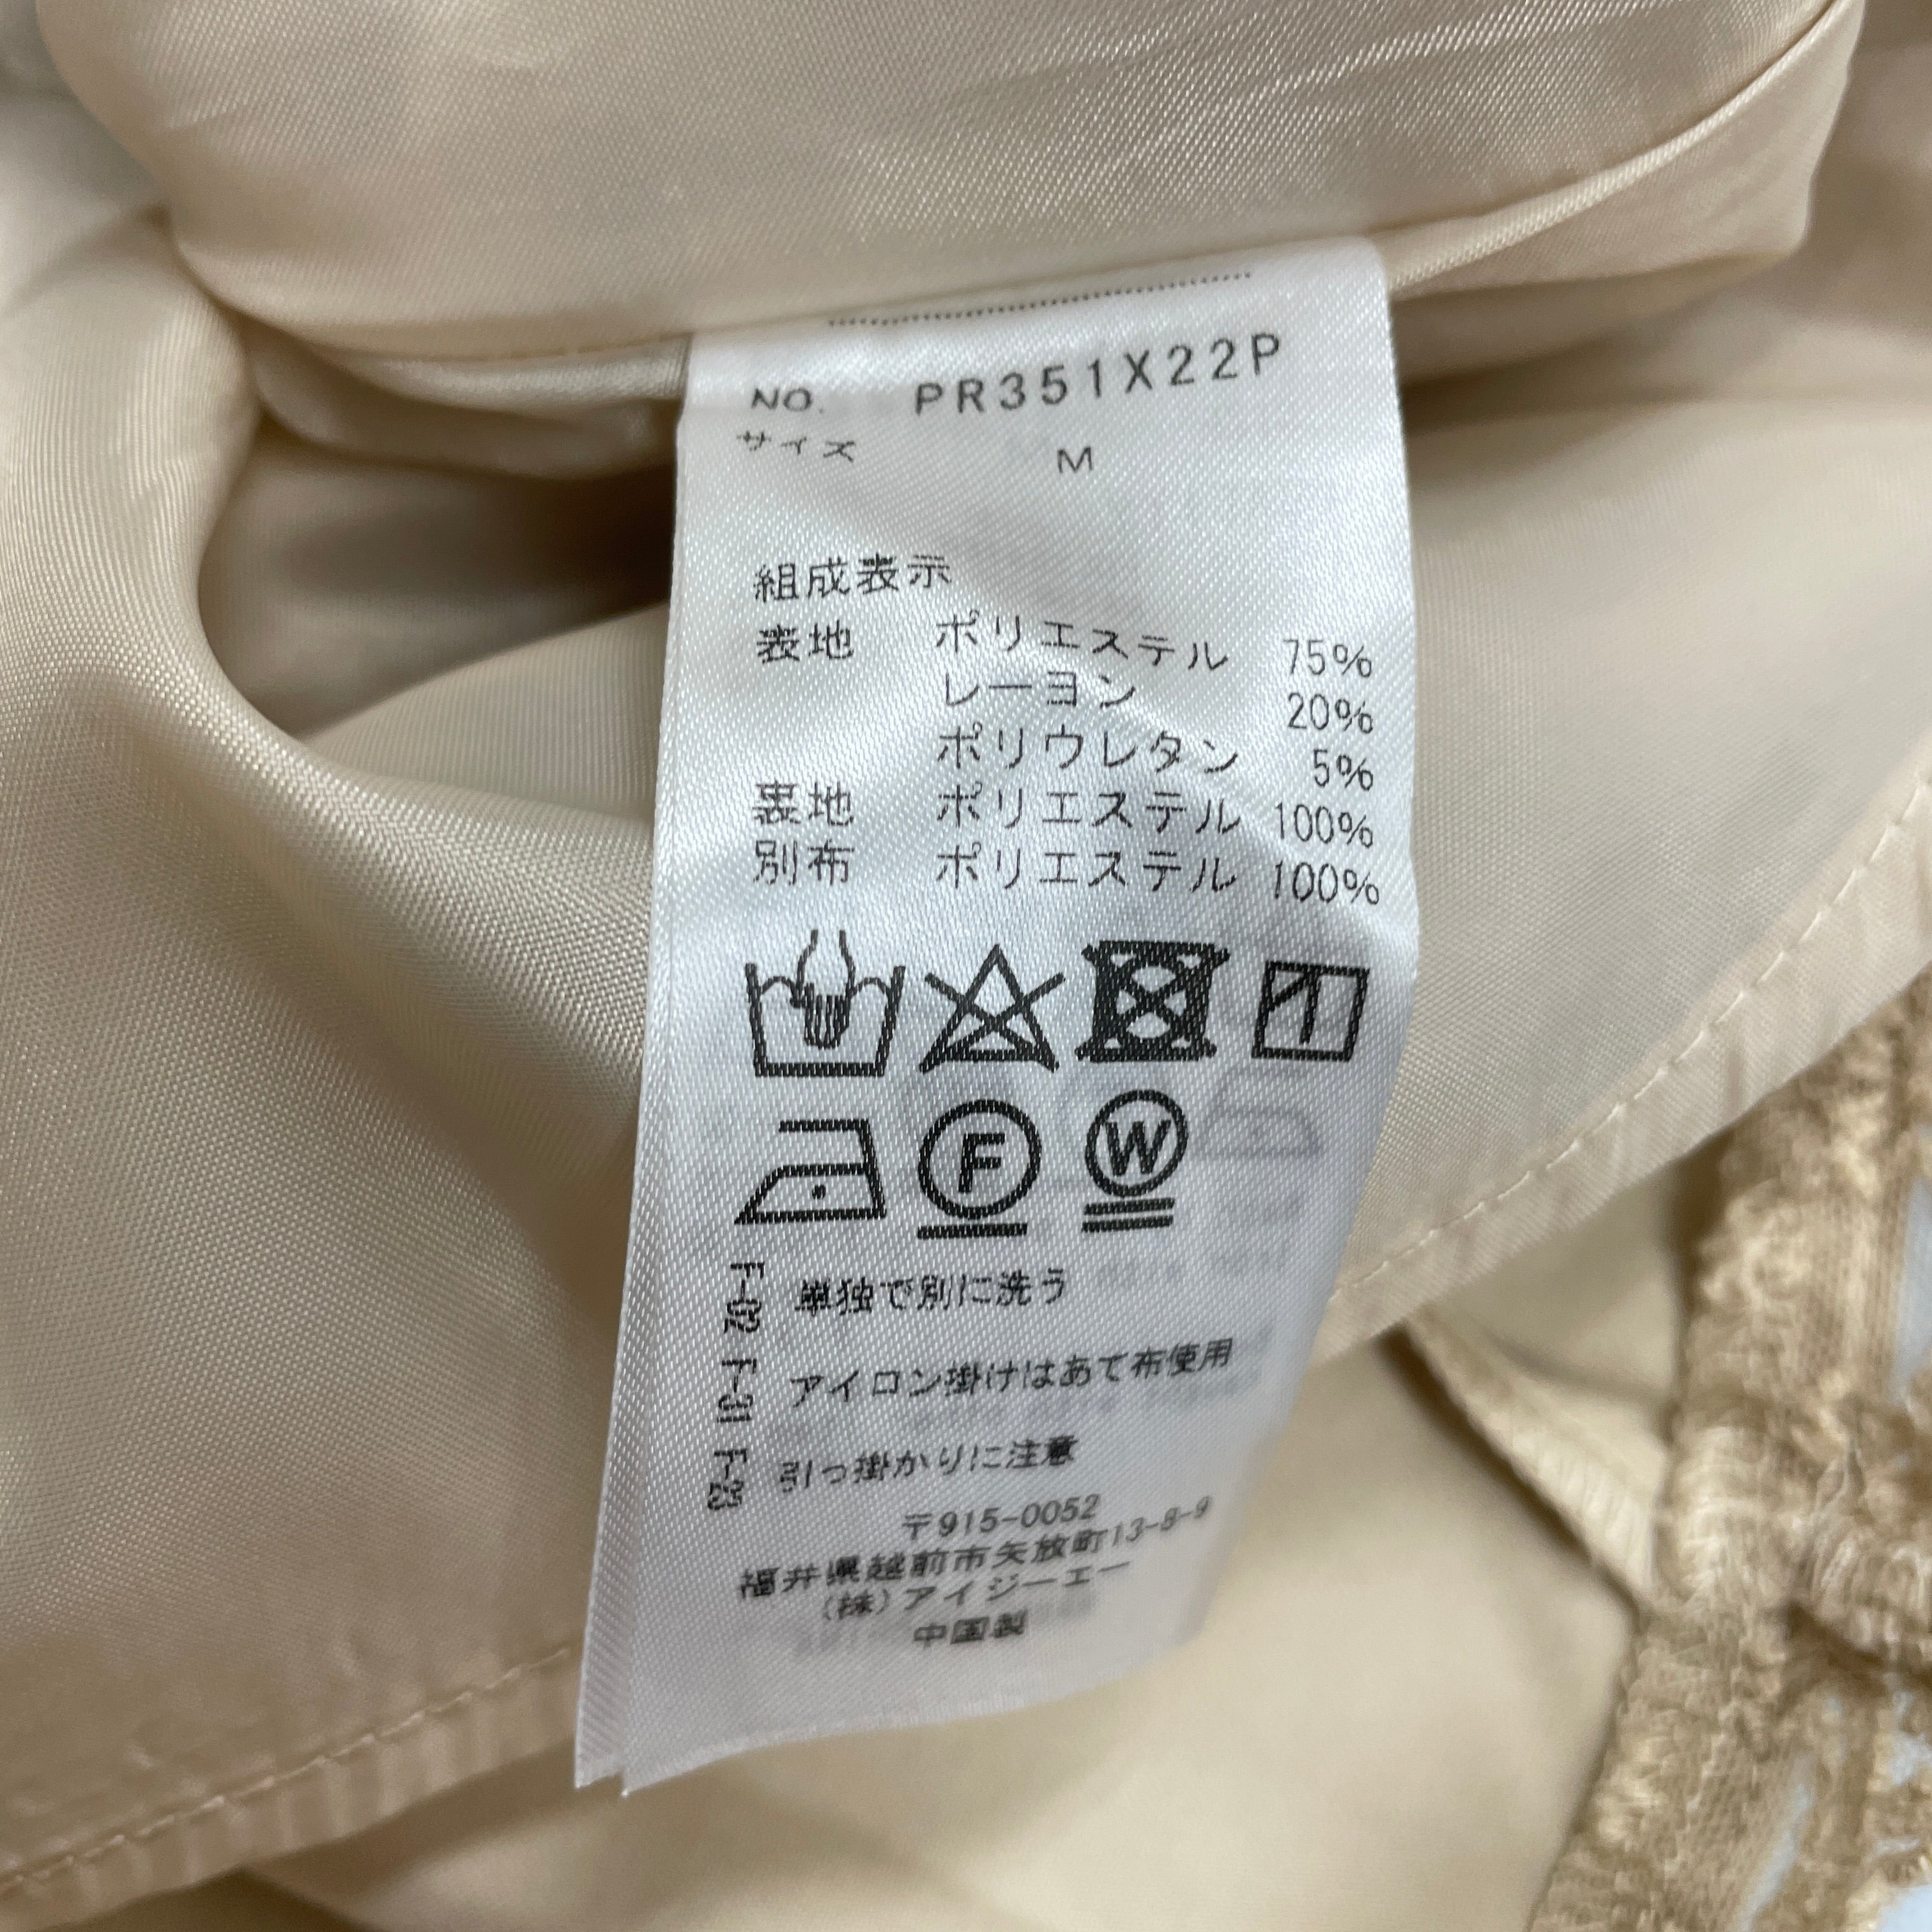 NO. PR351X22P
サイズ M
組成表示
表地 ポリエステル 75%
レーヨン 20%
ポリウレタン 5%
裏地 ポリエステル 100%
別布 ポリエステル 100%
F W
F-02 単独で別に洗う
F-31 アイロン掛けはあて布使用
F-23 引っ掛かりに注意
〒915-0052
福井県越前市矢放町13-8-9
(株)アイジーエー
中国製